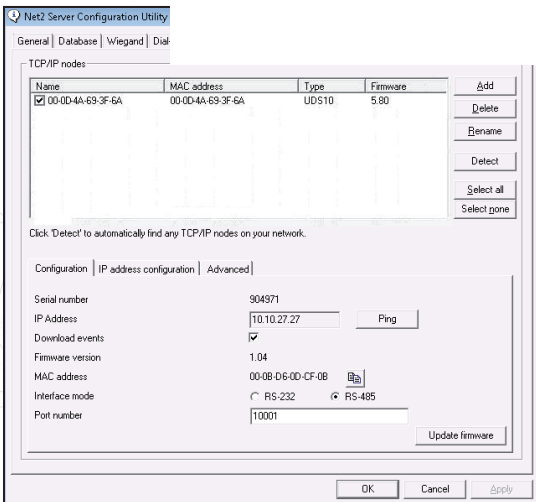 Net2 Server Configuration Utility
General Database Wiegand Dial-
TCP/IP nodes
Name MAC address Type Firmware
00-0D-4A-69-3F-6A 00-0D-4A-69-3F-6A UDS10 5.80
Add
Delete
Rename
Detect
Select all
Select none
Click 'Detect' to automatically find any TCP/IP nodes on your network.
Configuration IP address configuration Advanced
Serial number 904971
IP Address 10.10.27.27 Ping
Download events
Firmware version 1.04
MAC address 00-0B-D6-0D-CF-0B
Interface mode RS-232 RS-485
Port number 10001
Update firmware
OK Cancel Apply